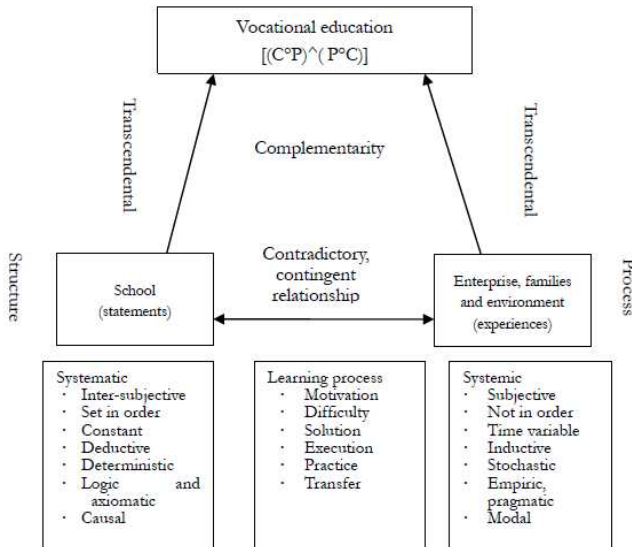 Vocational education
[(C°P)^( P°C)]
Transcendental
Complementarity
Transcendental
Structure
School
(statements)
Contradictory,
contingent
relationship
Enterprise, families
and environment
(experiences)
Process
Systematic
· Inter-subjective
· Set in order
· Constant
· Deductive
· Deterministic
· Logic and
axiomatic
· Causal
Learning process
· Motivation
· Difficulty
· Solution
· Execution
· Practice
· Transfer
Systemic
· Subjective
· Not in order
· Time variable
· Inductive
· Stochastic
· Empiric,
pragmatic
· Modal